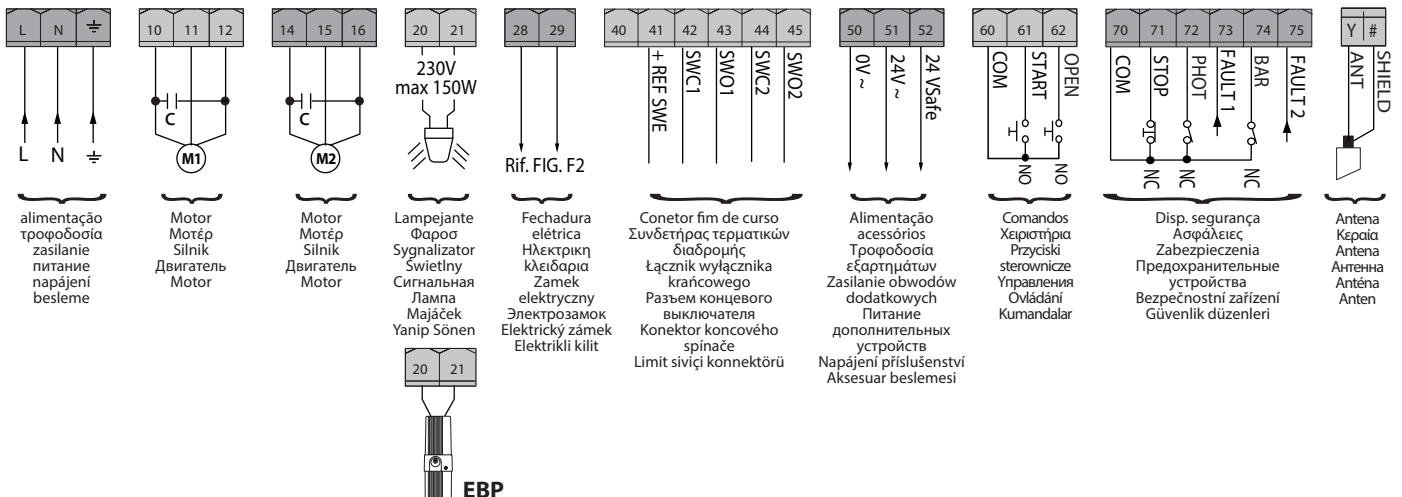 L N ⏚
10 11 12
14 15 16
20 21
28 29
40 41 42 43 44 45
50 51 52
60 61 62
70 71 72 73 74 75
Y #
L N ⏚
C
M1
C
M2
230V
max 150W
Rif. FIG. F2
+ REF SWE
SWC1
SWO1
SWC2
SWO2
0V ~
24V ~
24 VSafe
COM
START
OPEN
NO
NO
COM
STOP
PHOT
FAULT 1
BAR
FAULT 2
NC
NC
NC
ANT
SHIELD
alimentação
τροφοδοσία
zasilanie
питание
napájení
besleme
Motor
Μοτέρ
Silnik
Двигатель
Motor
Motor
Μοτέρ
Silnik
Двигатель
Motor
Lampejante
Φαροσ
Sygnalizator
Świetlny
Сигнальная
Лампа
Majáček
Yanip Sönen
Fechadura
elétrica
Ηλεκτρικη
κλειδαρια
Zamek
elektryczny
Электрозамок
Elektrický zámek
Elektrikli kilit
Conetor fim de curso
Συνδετήρας τερματικών
διαδρομής
Łącznik wyłącznika
krańcowego
Разъем концевого
выключателя
Konektor koncového
spínače
Limit siviçi konnektörü
Alimentação
acessórios
Τροφοδοσία
εξαρτημάτων
Zasilanie obwodów
dodatkowych
Питание
дополнительных
устройств
Napájení příslušenství
Aksesuar beslemesi
Comandos
Χειριστήρια
Przyciski
sterownicze
Управления
Ovládání
Kumandalar
Disp. segurança
Ασφάλειες
Zabezpieczenia
Предохранительные
устройства
Bezpečnostní zařízení
Güvenlik düzenleri
Antena
Κεραία
Antena
Антенна
Anténa
Anten
20 21
EBP